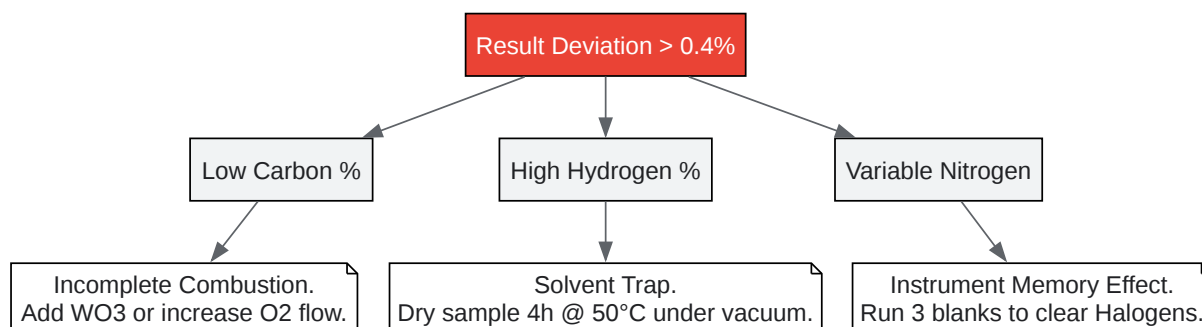 Result Deviation > 0.4%
Low Carbon %
High Hydrogen %
Variable Nitrogen
Incomplete Combustion.
Add WO3 or increase O2 flow.
Solvent Trap.
Dry sample 4h @ 50°C under vacuum.
Instrument Memory Effect.
Run 3 blanks to clear Halogens.